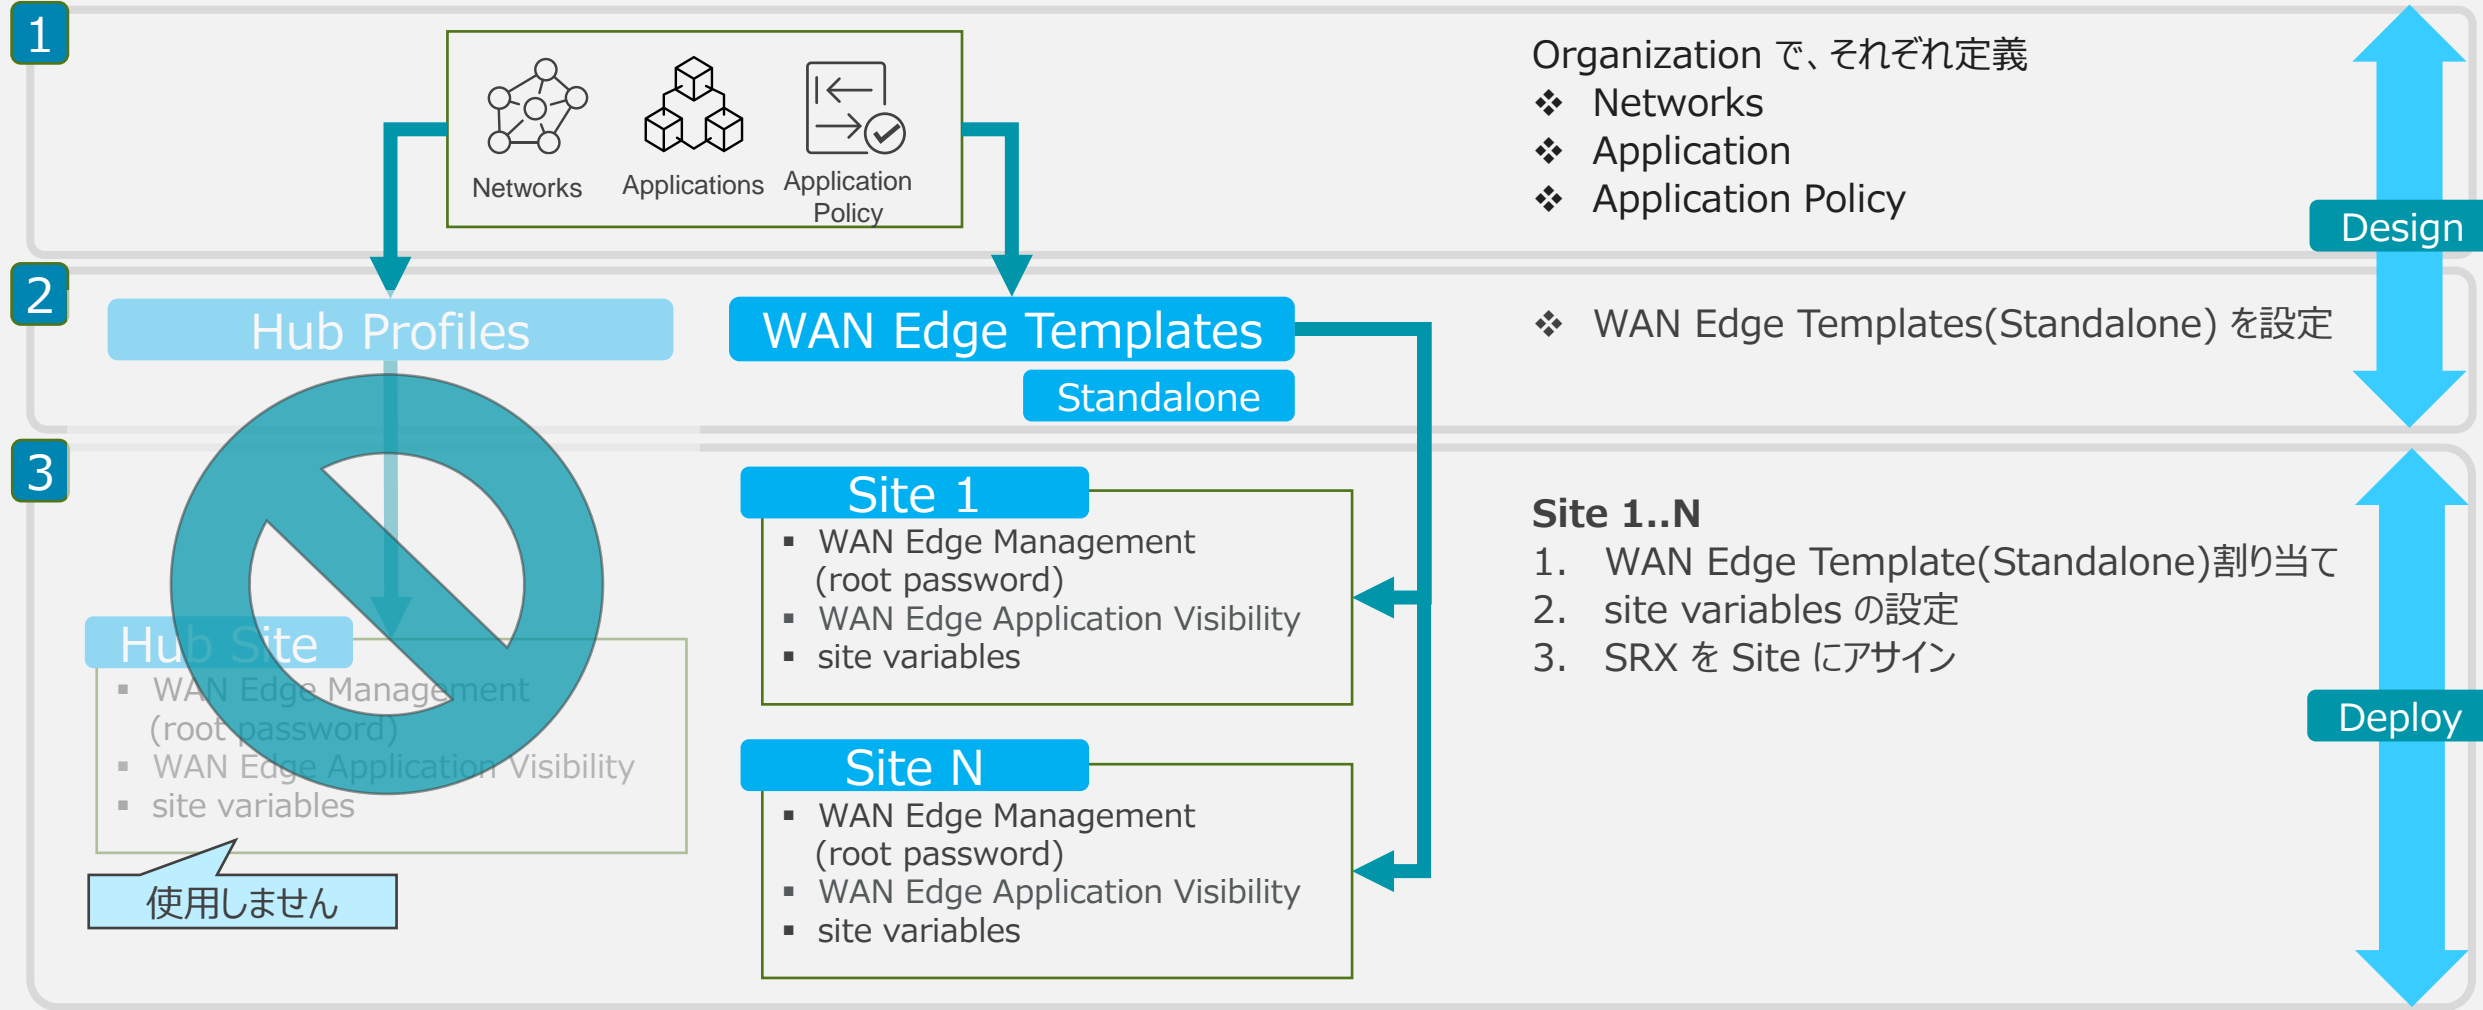 1
Networks
Applications
Application
Policy
Organization で、それぞれ定義
❖ Networks
❖ Application
❖ Application Policy
Design
2
Hub Profiles
WAN Edge Templates
Standalone
❖ WAN Edge Templates(Standalone) を設定
3
Hub Site
▪ WAN Edge Management
(root password)
▪ WAN Edge Application Visibility
▪ site variables
使用しません
Site 1
▪ WAN Edge Management
(root password)
▪ WAN Edge Application Visibility
▪ site variables
Site N
▪ WAN Edge Management
(root password)
▪ WAN Edge Application Visibility
▪ site variables
Site 1..N
1. WAN Edge Template(Standalone)割り当て
2. site variables の設定
3. SRX を Site にアサイン
Deploy